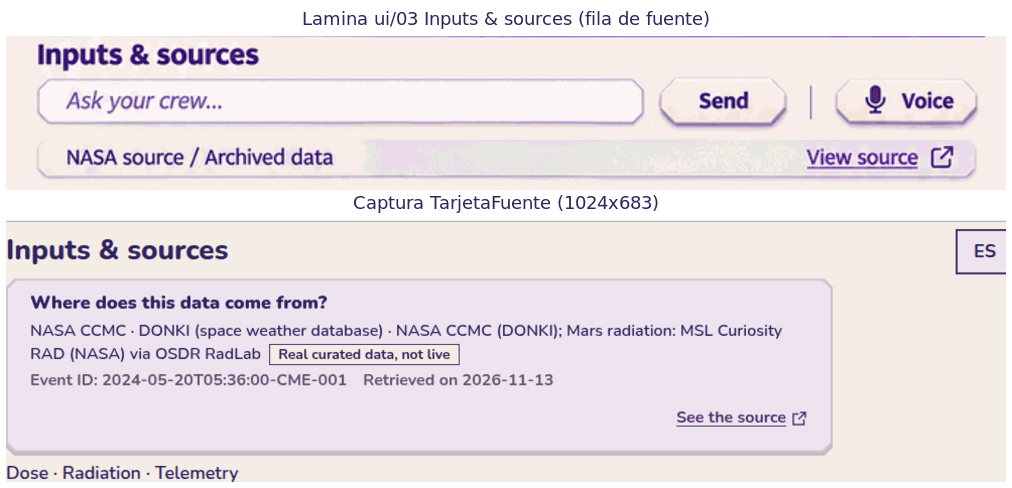 Lamina ui/03 Inputs & sources (fila de fuente)
Inputs & sources
Ask your crew...
Send
Voice
NASA source / Archived data
View source
Captura TarjetaFuente (1024x683)
Inputs & sources
ES
Where does this data come from?
NASA CCMC · DONKI (space weather database) · NASA CCMC (DONKI); Mars radiation: MSL Curiosity
RAD (NASA) via OSDR RadLab Real curated data, not live
Event ID: 2024-05-20T05:36:00-CME-001 Retrieved on 2026-11-13
See the source
Dose · Radiation · Telemetry